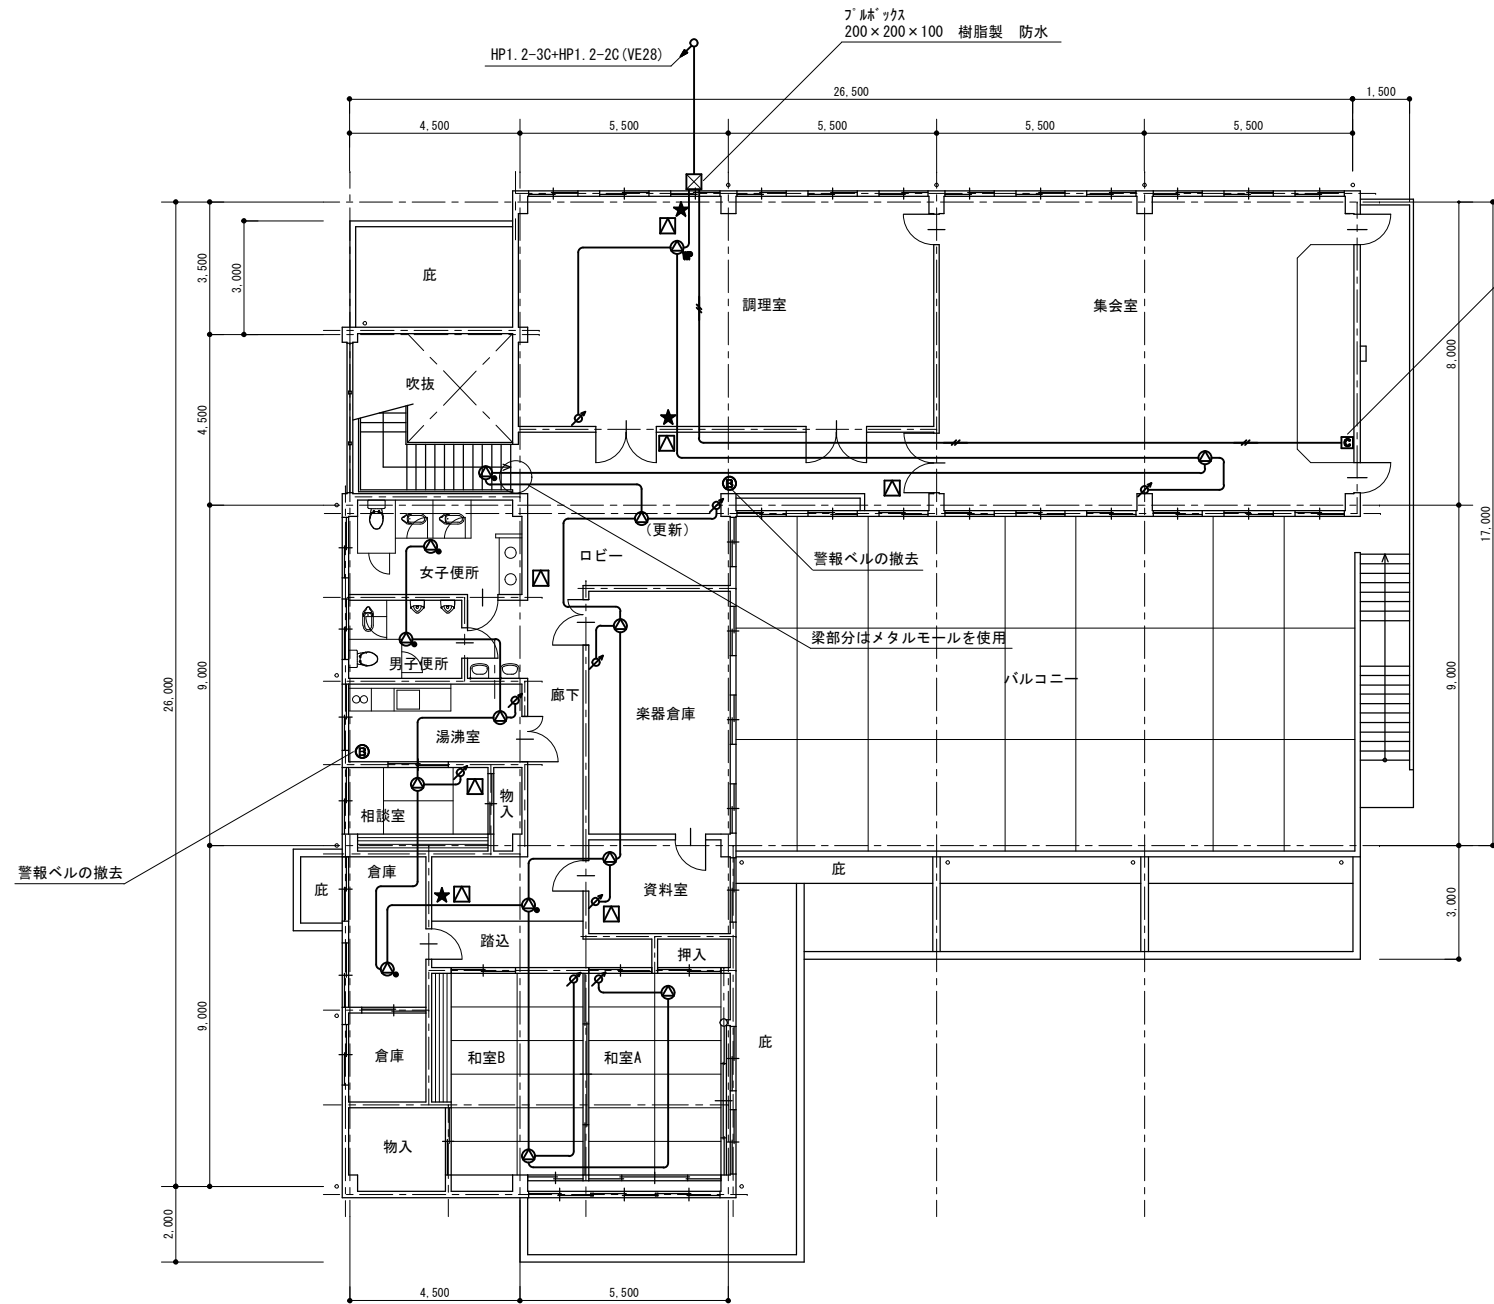 プルボックス
200×200×100 樹脂製 防水
HP1.2-3C+HP1.2-2C(VE28)
26,500
1,500
4,500
5,500
5,500
5,500
5,500
3,500
3,000
庇
調理室
集会室
8,000
吹抜
4,500
C
B
(更新)
ロビー
警報ベルの撤去
女子便所
17,000
梁部分はメタルモールを使用
男子便所
バルコニー
26,000
9,000
9,000
廊下
楽器倉庫
湯沸室
B
物入
相談室
警報ベルの撤去
倉庫
庇
庇
資料室
3,000
踏込
押入
9,000
庇
倉庫
和室B
和室A
物入
2,000
4,500
5,500